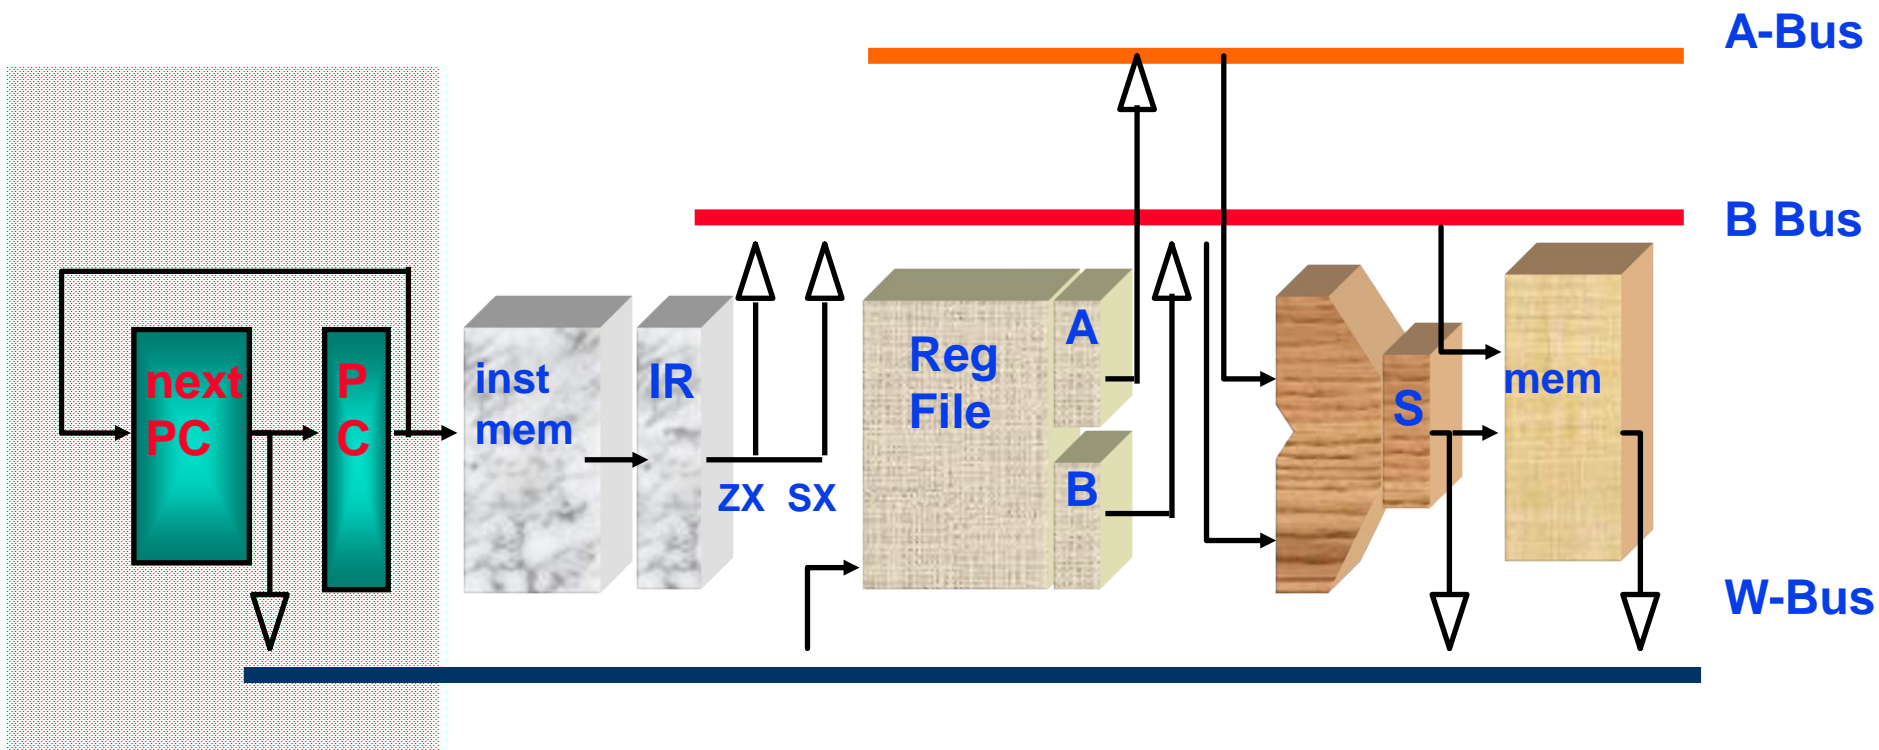 A-Bus
B Bus
next
PC
P
C
inst
mem
IR
ZX SX
Reg
File
A
B
S
mem
W-Bus